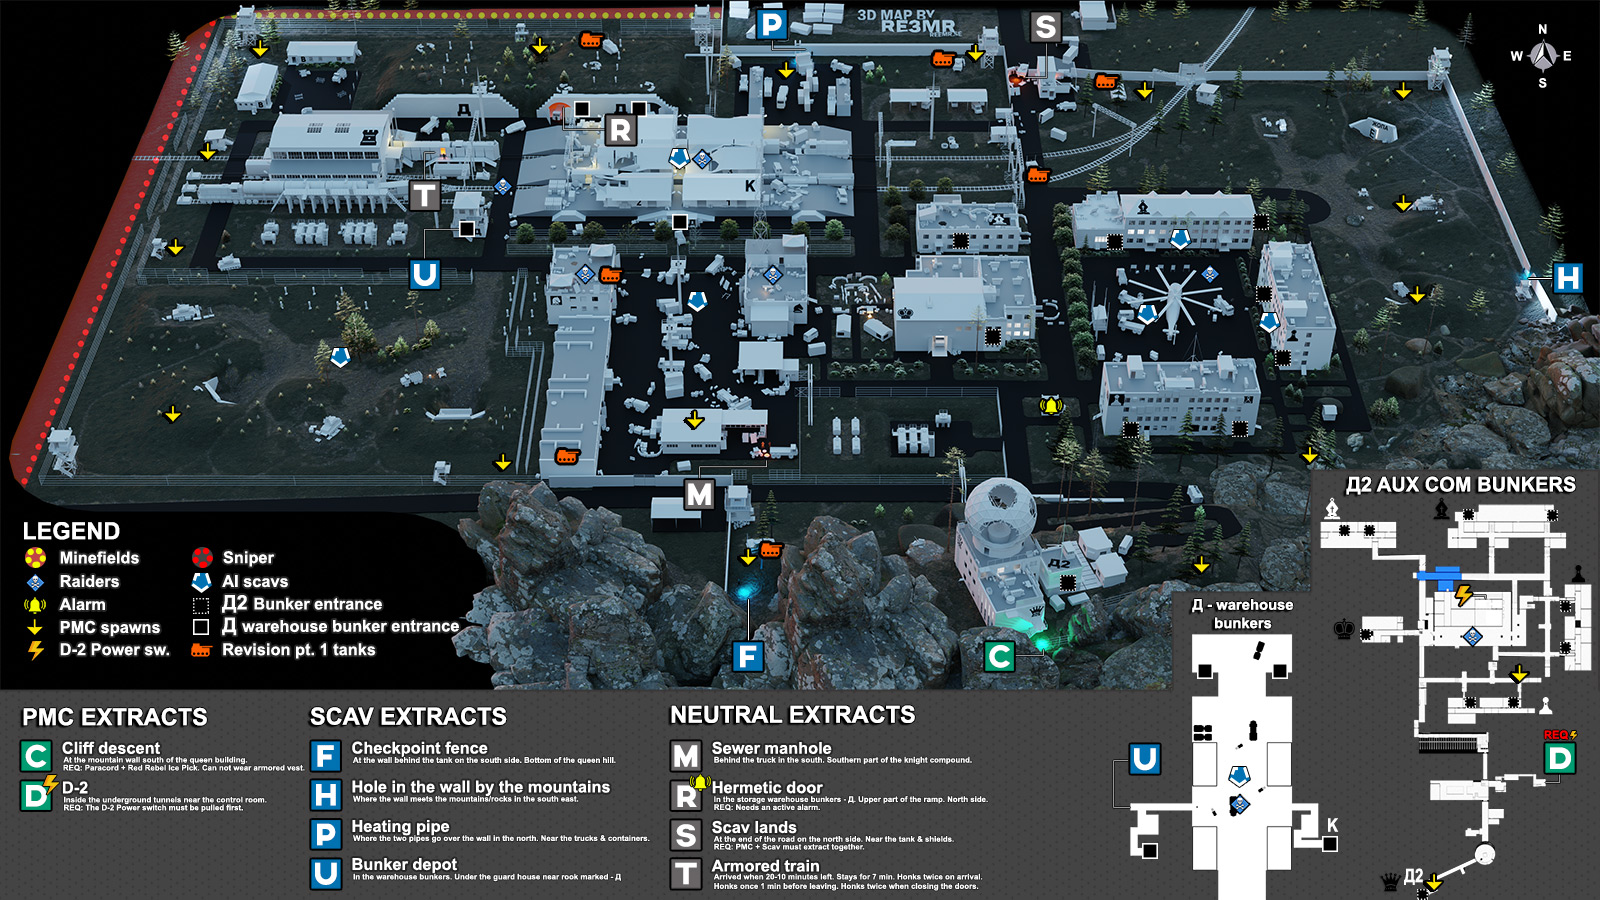 3D MAP BY
RE3MR
REEMR.SE
N
W E
S
P
S
R
T
U
K
H
M
F
C
Д
Д
Д2
LEGEND
Minefields
Sniper
Raiders
AI scavs
Alarm
Д2 Bunker entrance
PMC spawns
Д warehouse bunker entrance
D-2 Power sw.
Revision pt. 1 tanks
Д2 AUX COM BUNKERS
REQ
D
Д2
Д - warehouse
bunkers
U
K
PMC EXTRACTS
C Cliff descent
At the mountain wall south of the queen building.
REQ: Paracord + Red Rebel Ice Pick. Can not wear armored vest.
D D-2
Inside the underground tunnels near the control room.
REQ: The D-2 Power switch must be pulled first.
SCAV EXTRACTS
F Checkpoint fence
At the wall behind the tank on the south side. Bottom of the queen hill.
H Hole in the wall by the mountains
Where the wall meets the mountains/rocks in the south east.
P Heating pipe
Where the two pipes go over the wall in the north. Near the trucks & containers.
U Bunker depot
In the warehouse bunkers. Under the guard house near rook marked - Д
NEUTRAL EXTRACTS
M Sewer manhole
Behind the truck in the south. Southern part of the knight compound.
R Hermetic door
In the storage warehouse bunkers - Д. Upper part of the ramp. North side.
REQ: Needs an active alarm.
S Scav lands
At the end of the road on the north side. Near the tank & shields.
REQ: PMC + Scav must extract together.
T Armored train
Arrived when 20-10 minutes left. Stays for 7 min. Honks twice on arrival.
Honks once 1 min before leaving. Honks twice when closing the doors.